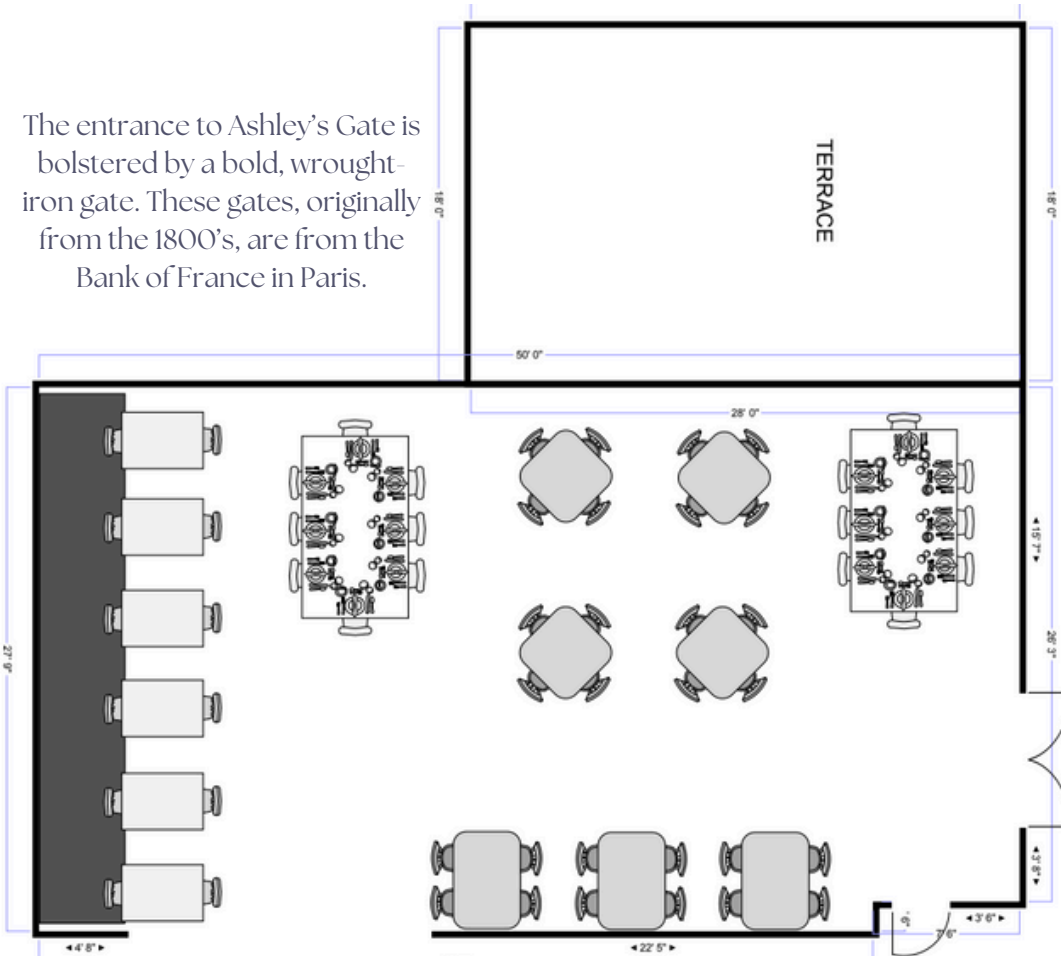 The entrance to Ashley's Gate is
bolstered by a bold, wrought-
iron gate. These gates, originally
from the 1800's, are from the
Bank of France in Paris.
18' 0"
TERRACE
18' 0"
50' 0"
28' 0"
15' 7"
27' 9"
26' 3"
3' 8"
3' 6"
7' 6"
4' 8"
22' 5"